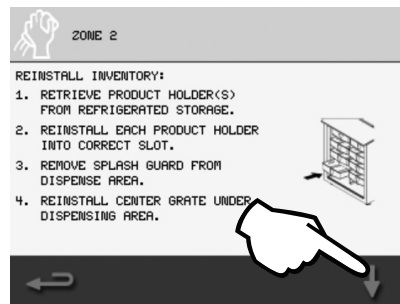 ZONE 2
REINSTALL INVENTORY:
1. RETRIEVE PRODUCT HOLDER(S)
FROM REFRIGERATED STORAGE.
2. REINSTALL EACH PRODUCT HOLDER
INTO CORRECT SLOT.
3. REMOVE SPLASH GUARD FROM
DISPENSE AREA.
4. REINSTALL CENTER GRATE UNDER
DISPENSING AREA.